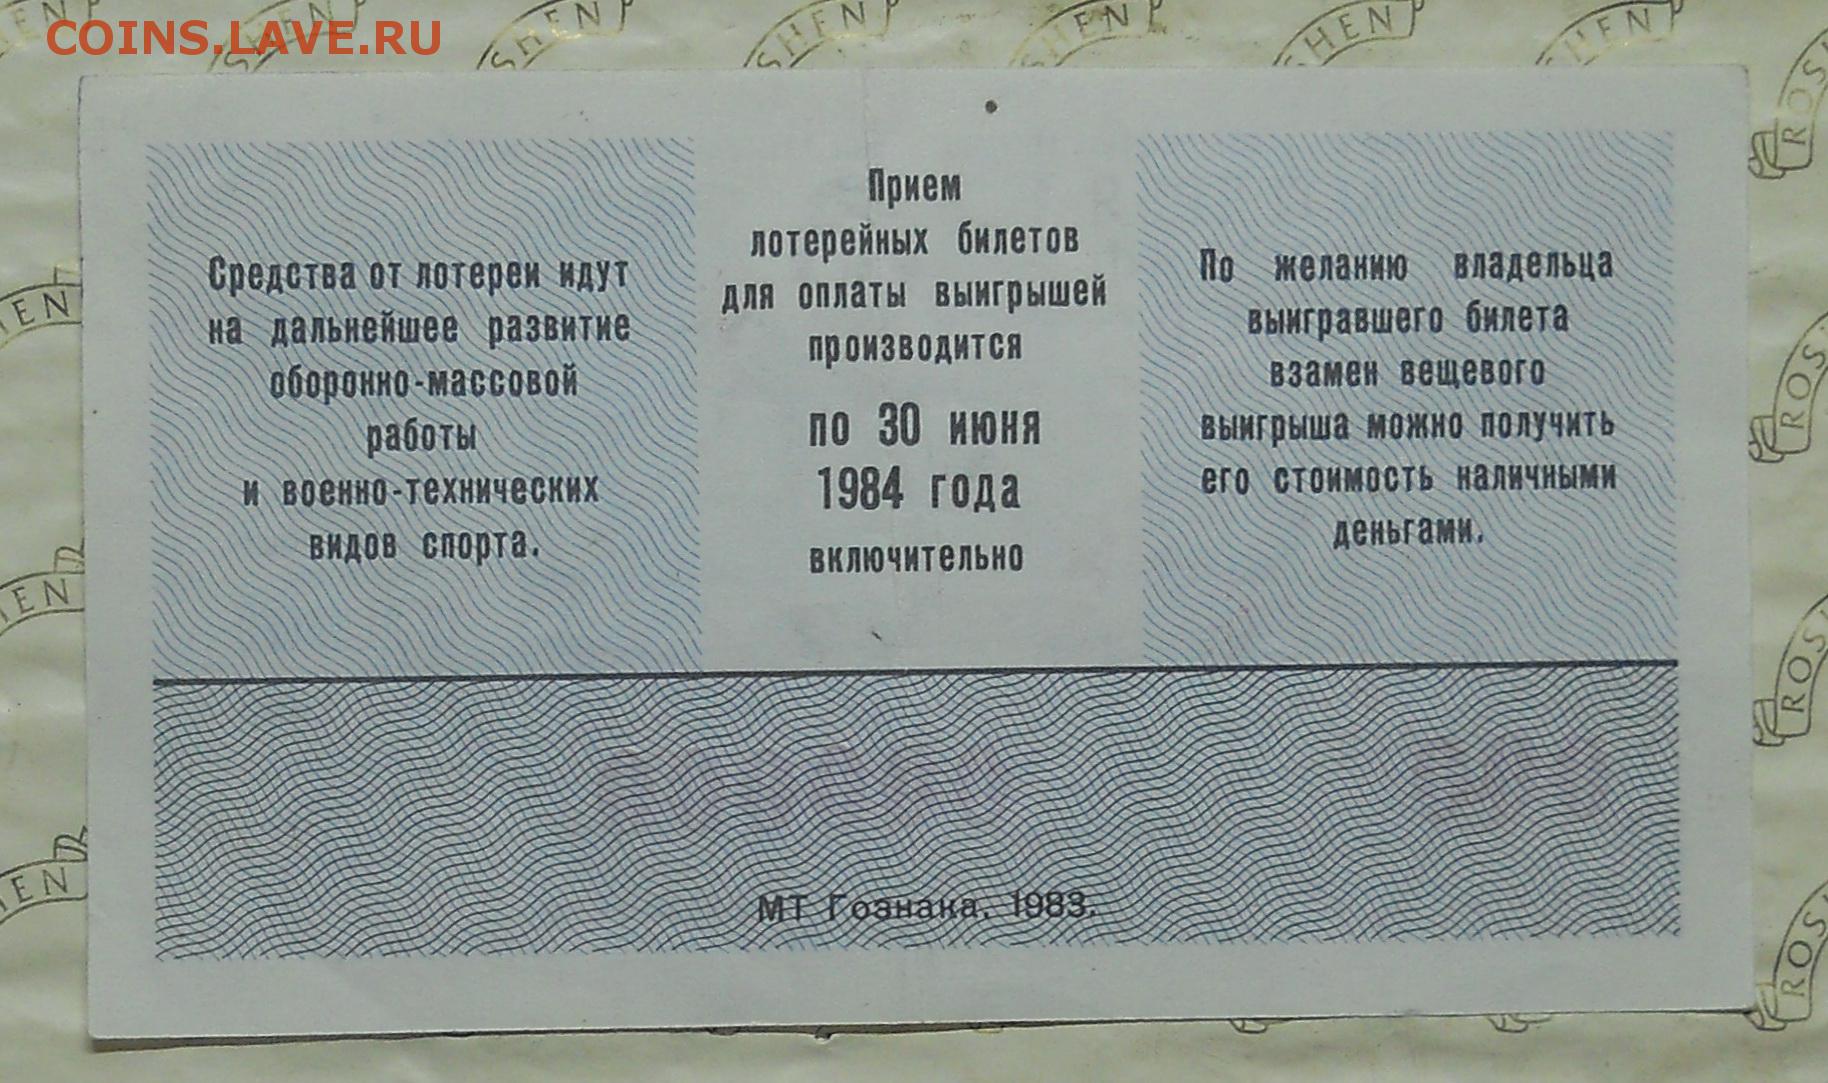 COINS.LAVE.RU
Средства от лотереи идут
на дальнейшее развитие
оборонно-массовой
работы
и военно-технических
видов спорта.
Прием
лотерейных билетов
для оплаты выигрышей
производится
по 30 июня
1984 года
включительно
По желанию владельца
выигравшего билета
взамен вещевого
выигрыша можно получить
его стоимость наличными
деньгами.
МТ Гознака. 1983.